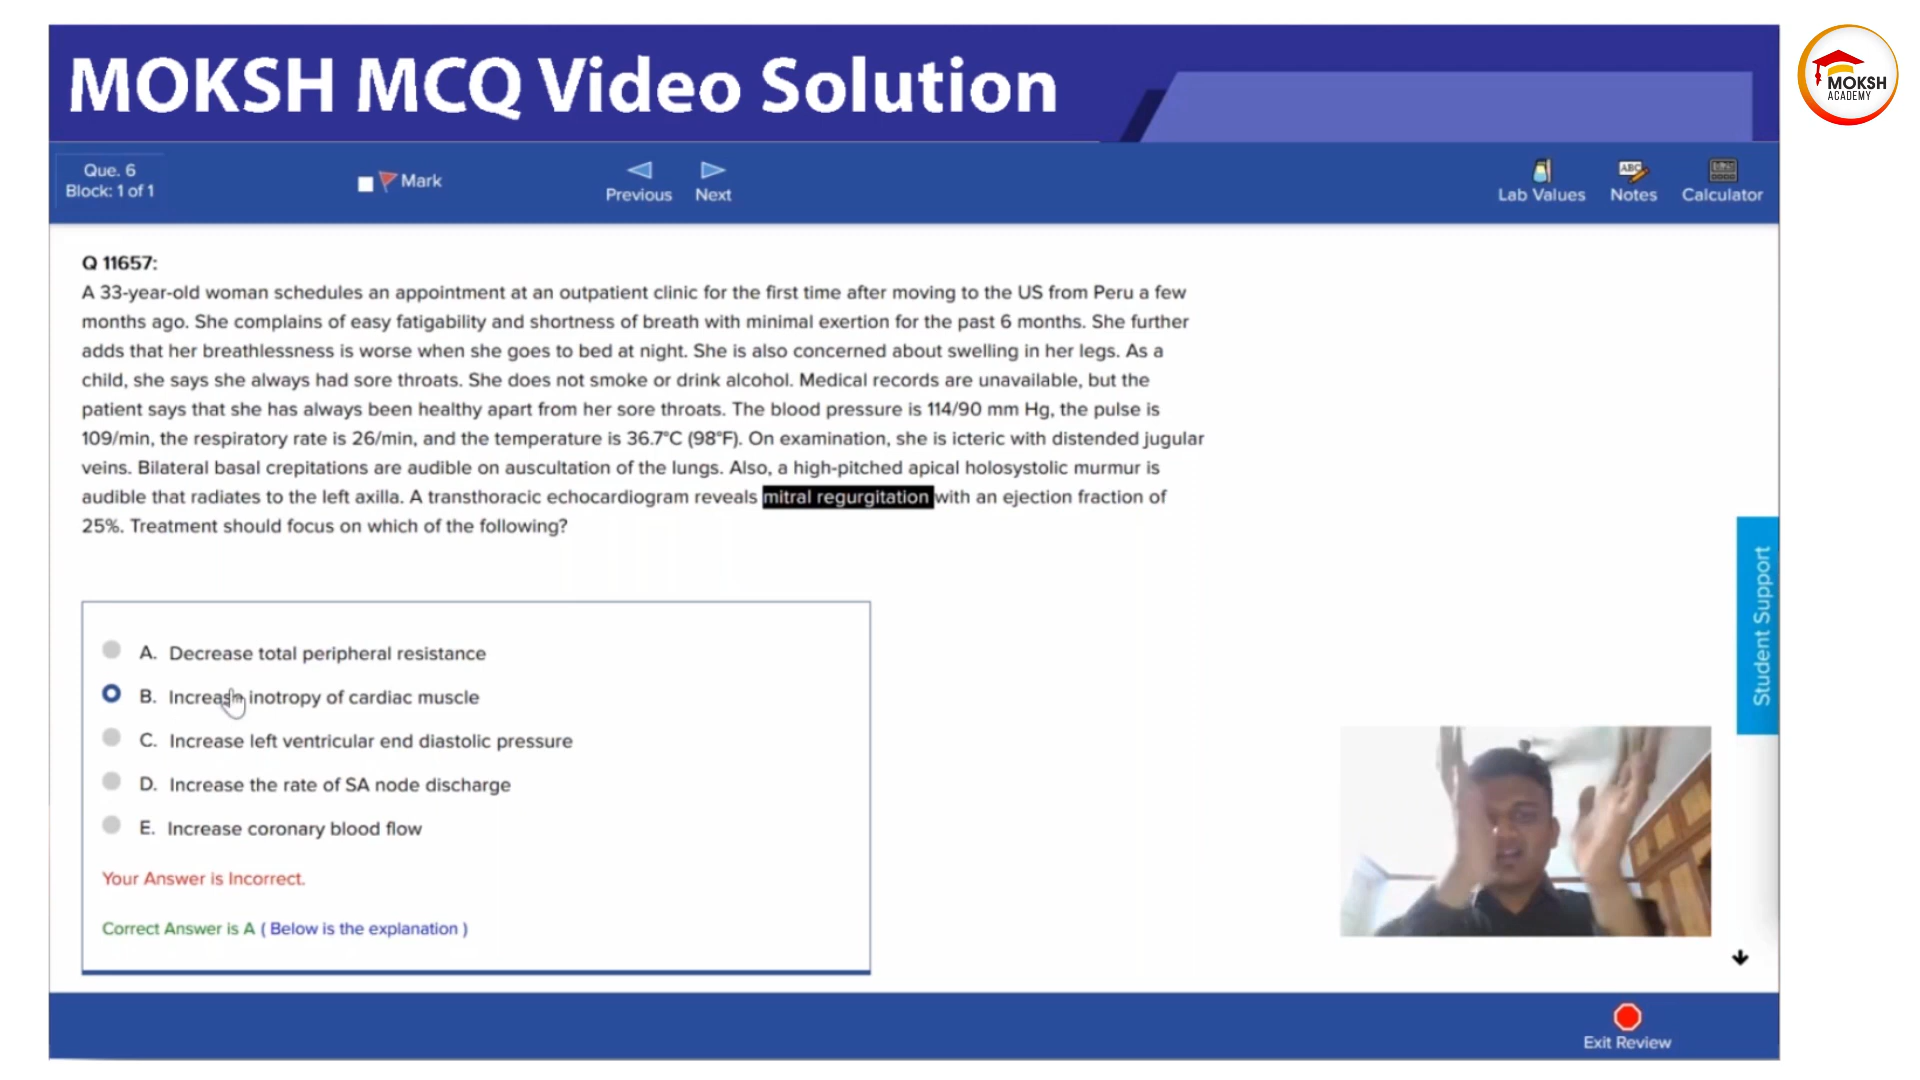 MOKSH MCQ Video Solution
MOKSH
ACADEMY
Que. 6
Block: 1 of 1
Mark
Previous
Next
Lab Values
ABC
Notes
Calculator
Q 11657:
A 33-year-old woman schedules an appointment at an outpatient clinic for the first time after moving to the US from Peru a few
months ago. She complains of easy fatigability and shortness of breath with minimal exertion for the past 6 months. She further
adds that her breathlessness is worse when she goes to bed at night. She is also concerned about swelling in her legs. As a
child, she says she always had sore throats. She does not smoke or drink alcohol. Medical records are unavailable, but the
patient says that she has always been healthy apart from her sore throats. The blood pressure is 114/90 mm Hg, the pulse is
109/min, the respiratory rate is 26/min, and the temperature is 36.7°C (98°F). On examination, she is icteric with distended jugular
veins. Bilateral basal crepitations are audible on auscultation of the lungs. Also, a high-pitched apical holosystolic murmur is
audible that radiates to the left axilla. A transthoracic echocardiogram reveals mitral regurgitation with an ejection fraction of
25%. Treatment should focus on which of the following?
A. Decrease total peripheral resistance
B. Increase inotropy of cardiac muscle
C. Increase left ventricular end diastolic pressure
D. Increase the rate of SA node discharge
E. Increase coronary blood flow
Your Answer is Incorrect.
Correct Answer is A ( Below is the explanation )
Student Support
Exit Review